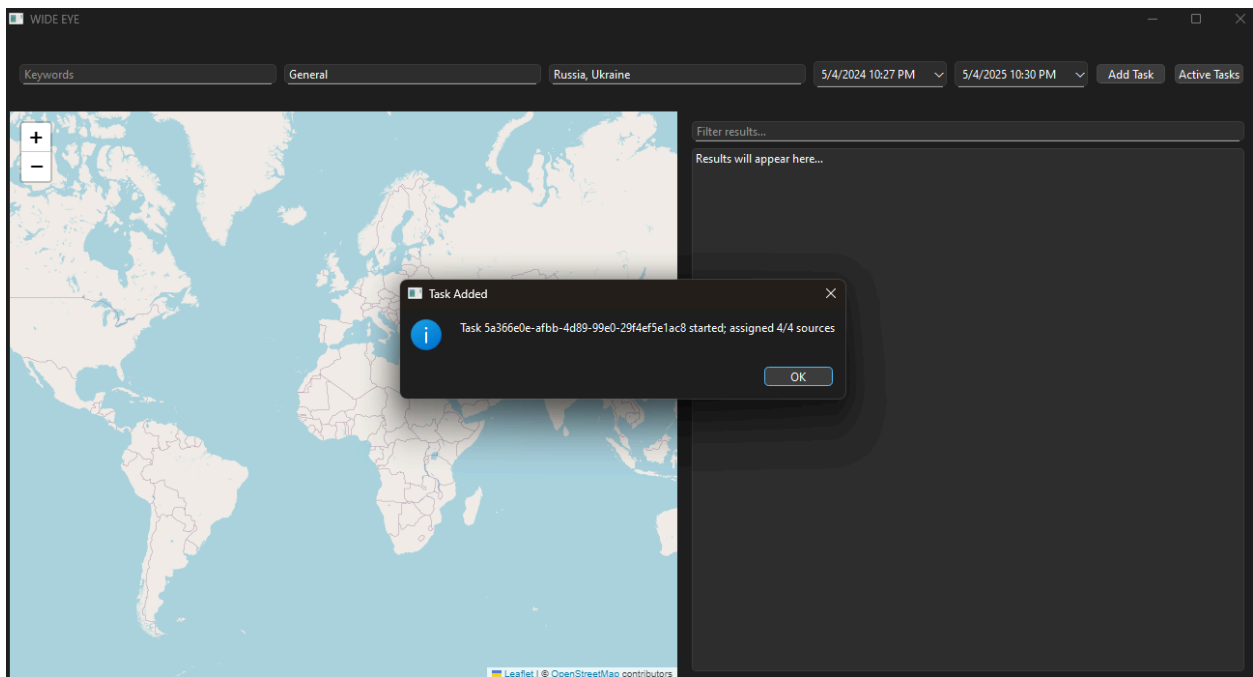 WIDE EYE
Keywords
General
Russia, Ukraine
5/4/2024 10:27 PM
5/4/2025 10:30 PM
Add Task
Active Tasks
+
−
Filter results...
Results will appear here...
Task Added
Task 5a366e0e-afbb-4d89-99e0-29f4ef5e1ac8 started; assigned 4/4 sources
OK
Leaflet | © OpenStreetMap contributors